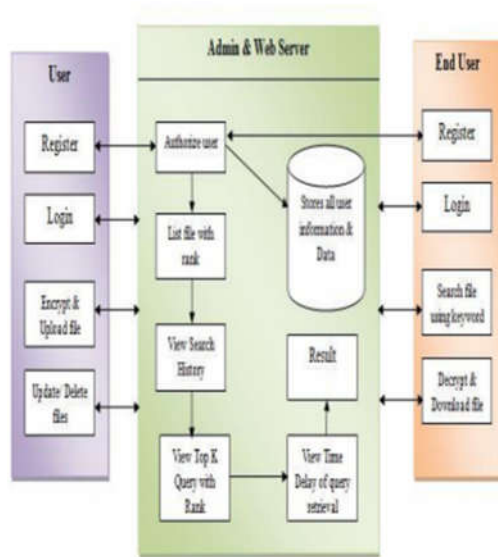 Admin & Web Server
User
End User
Register
Login
Encrypt &
Upload file
Update/ Delete
files
Authorize user
List file with
rank
View Search
History
View Top K
Query with
Rank
Stores all user
information &
Data
Result
View Time
Delay of query
retrieval
Register
Login
Search file
using keyword
Decrypt &
Download file